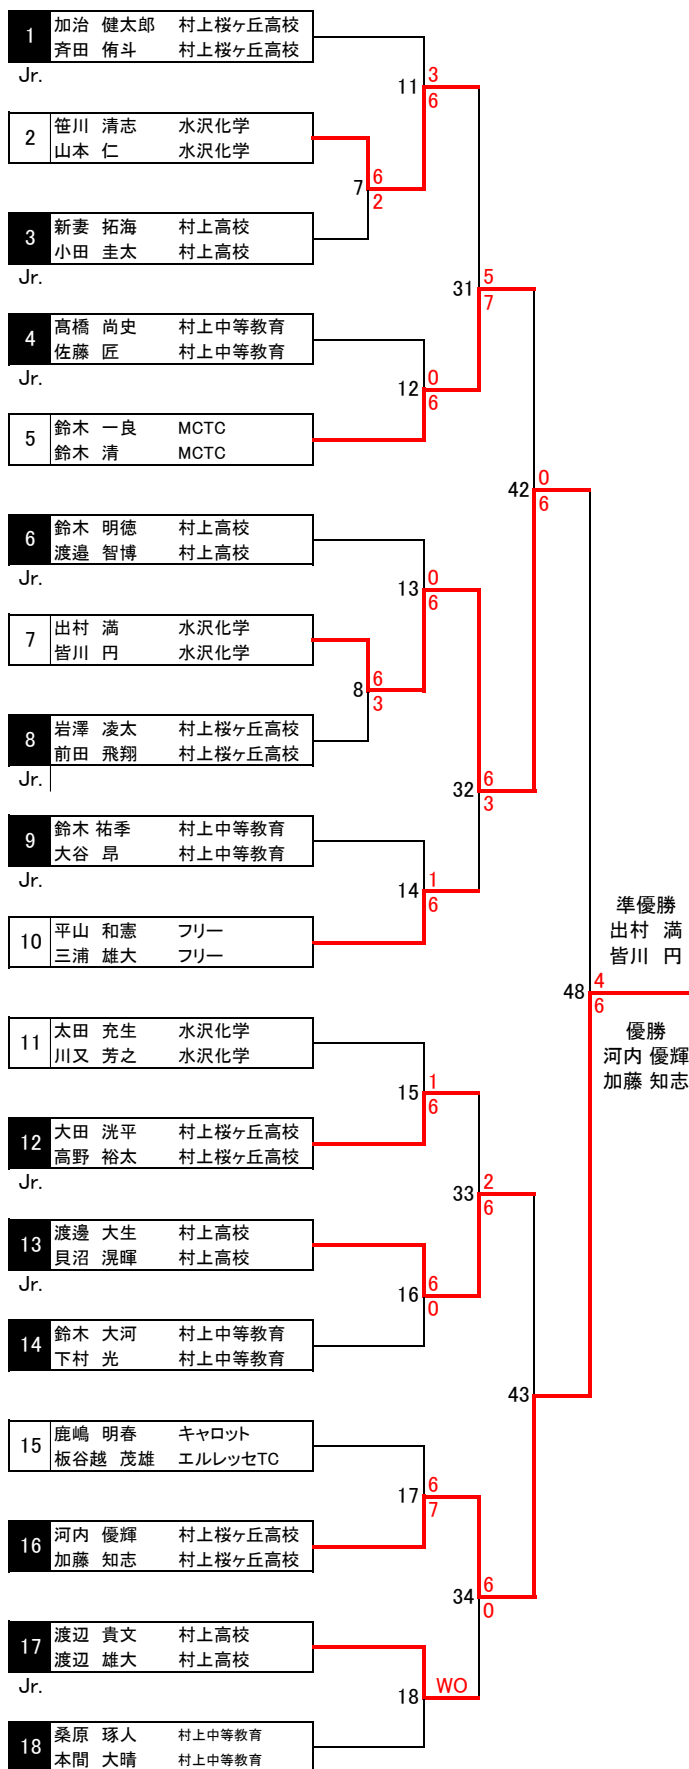 1 加治 健太郎 村上桜ヶ丘高校
斉田 侑斗 村上桜ヶ丘高校
Jr.
11 3
6
2 笹川 清志 水沢化学
山本 仁 水沢化学
7 6
2
3 新妻 拓海 村上高校
小田 圭太 村上高校
Jr.
31 5
7
4 髙橋 尚史 村上中等教育
佐藤 匠 村上中等教育
Jr.
12 0
6
5 鈴木 一良 MCTC
鈴木 清 MCTC
42 0
6
6 鈴木 明徳 村上高校
渡邉 智博 村上高校
Jr.
13 0
6
7 出村 満 水沢化学
皆川 円 水沢化学
8 6
3
8 岩澤 凌太 村上桜ヶ丘高校
前田 飛翔 村上桜ヶ丘高校
Jr.
32 6
3
9 鈴木 祐季 村上中等教育
大谷 昂 村上中等教育
Jr.
14 1
6
10 平山 和憲 フリー
三浦 雄大 フリー
準優勝
出村 満
皆川 円
48 4
6
優勝
河内 優輝
加藤 知志
11 太田 充生 水沢化学
川又 芳之 水沢化学
15 1
6
12 大田 洸平 村上桜ヶ丘高校
高野 裕太 村上桜ヶ丘高校
Jr.
33 2
6
13 渡邊 大生 村上高校
貝沼 滉暉 村上高校
Jr.
16 6
0
14 鈴木 大河 村上中等教育
下村 光 村上中等教育
43
15 鹿嶋 明春 キャロット
板谷越 茂雄 エルレッセTC
17 6
7
16 河内 優輝 村上桜ヶ丘高校
加藤 知志 村上桜ヶ丘高校
34 6
0
17 渡辺 貴文 村上高校
渡辺 雄大 村上高校
Jr.
18 WO
18 桑原 琢人 村上中等教育
本間 大晴 村上中等教育